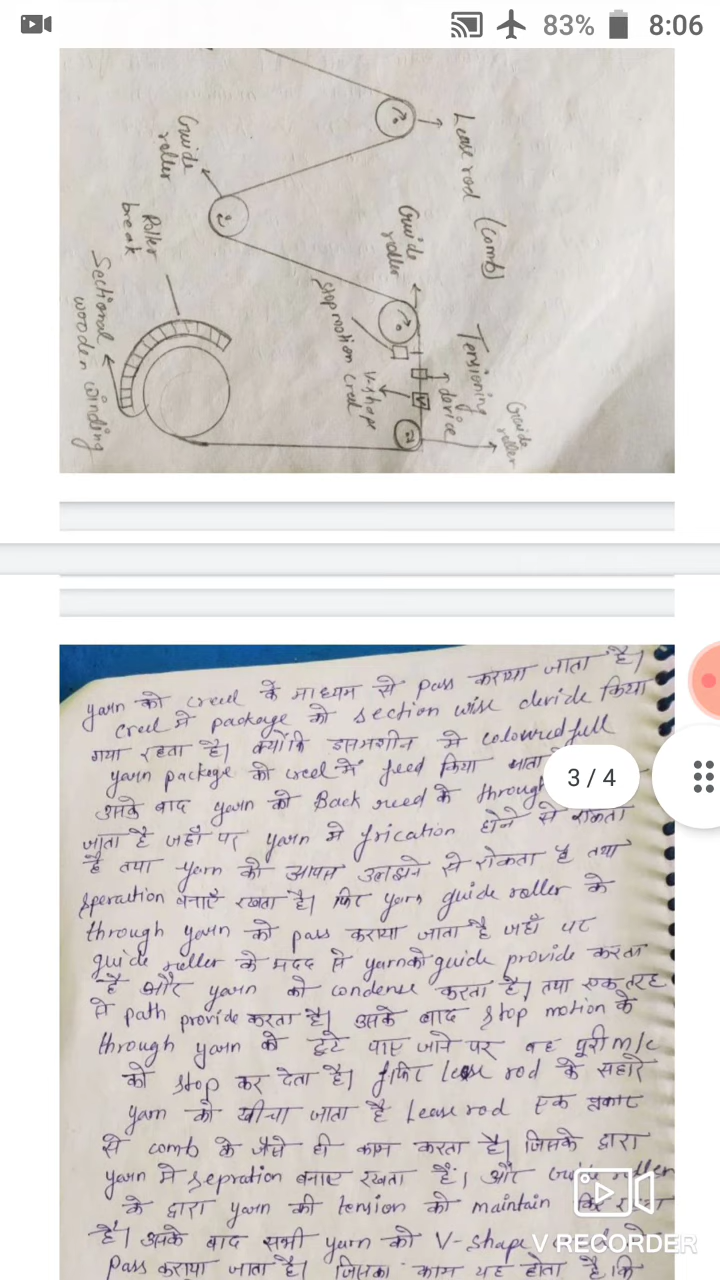 83% 8:06
Lease rod (comb)
Guide roller
Guide roller
Roller break
Sectional wooden winding
Stop motion
V-shape creel
Tensioning device
Guide roller
yarn को creel के माध्यम से pass कराया जाता है।
creel मे package को section wise devide किया
गया रहता है। क्योंकि इस मशीन मे coloured full
yarn package को creel में feed किया जाता
उसके बाद yarn को Back reed के through
जाता है जहाँ पर yarn मे frication होने से रोकता
है तथा yarn को आपस उलझने से रोकता है तथा
speraction बनाएँ रखता है। फिर yarn guide roller के
through yarn को pass कराया जाता है जहाँ पर
guide roller के मदद से yarn को guide provide करता
है और yarn को condense करता है। तथा एक तरह
से path provide करता है। उसके बाद stop motion के
through yarn को टूटे पाए जाने पर वह पूरी m/c
को stop कर देता है। फिर lease rod के सहारे
yarn को खीचा जाता है Lease rod एक प्रकार
से comb के जैसे ही काम करता है। जिसके द्वारा
yarn मे sepration बनाए रखता हैं। और roller
के द्वारा yarn की tension को maintain किए
है। उसके बाद सभी yarn को V-shape
pass कराया जाता है। जिसका काम यह होता है कि
3 / 4
V RECORDER